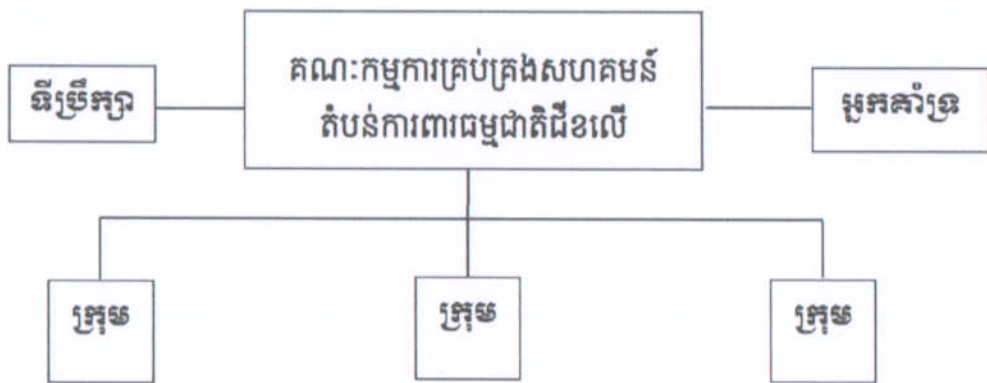 គណៈកម្មការគ្រប់គ្រងសហគមន៍
តំបន់ការពារធម្មជាតិជីខលើ
ទីប្រឹក្សា
អ្នកគាំទ្រ
ក្រុម
ក្រុម
ក្រុម